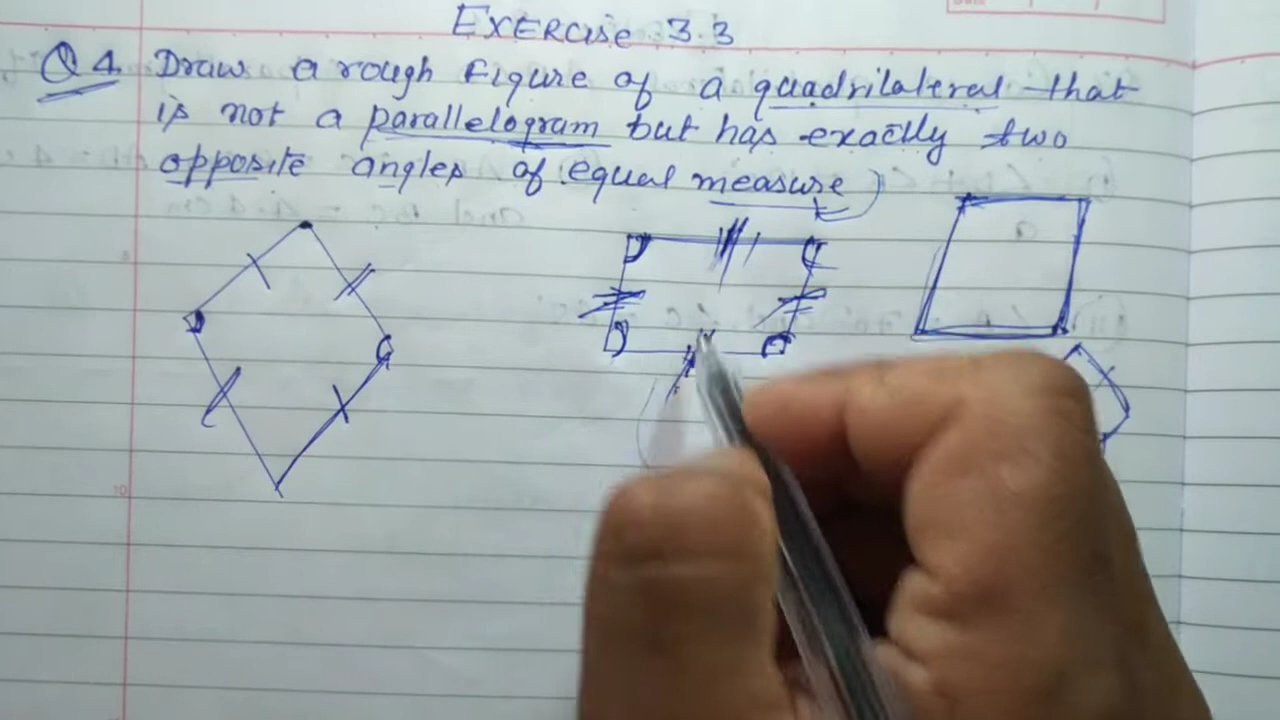 EXERCISE 3.3
Q 4. Draw a rough figure of a quadrilateral that
is not a parallelogram but has exactly two
opposite angles of equal measure